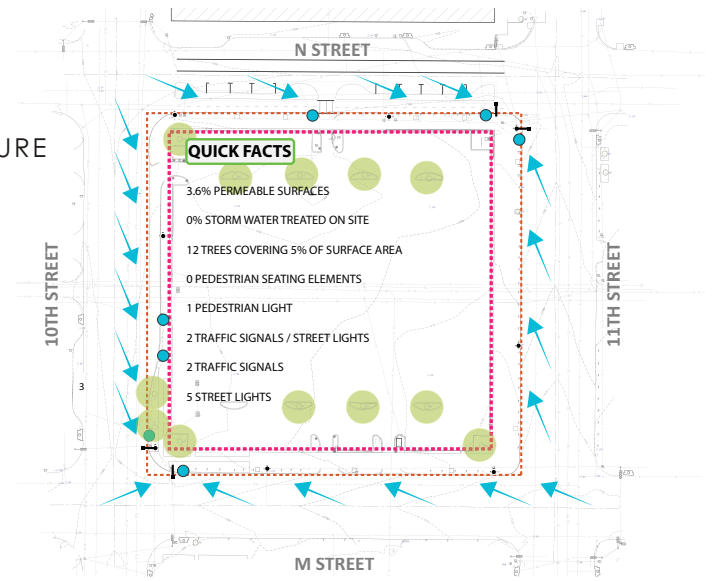 N STREET
URE
QUICK FACTS
3.6% PERMEABLE SURFACES
0% STORM WATER TREATED ON SITE
12 TREES COVERING 5% OF SURFACE AREA
0 PEDESTRIAN SEATING ELEMENTS
1 PEDESTRIAN LIGHT
2 TRAFFIC SIGNALS / STREET LIGHTS
2 TRAFFIC SIGNALS
5 STREET LIGHTS
10TH STREET
11TH STREET
3
M STREET